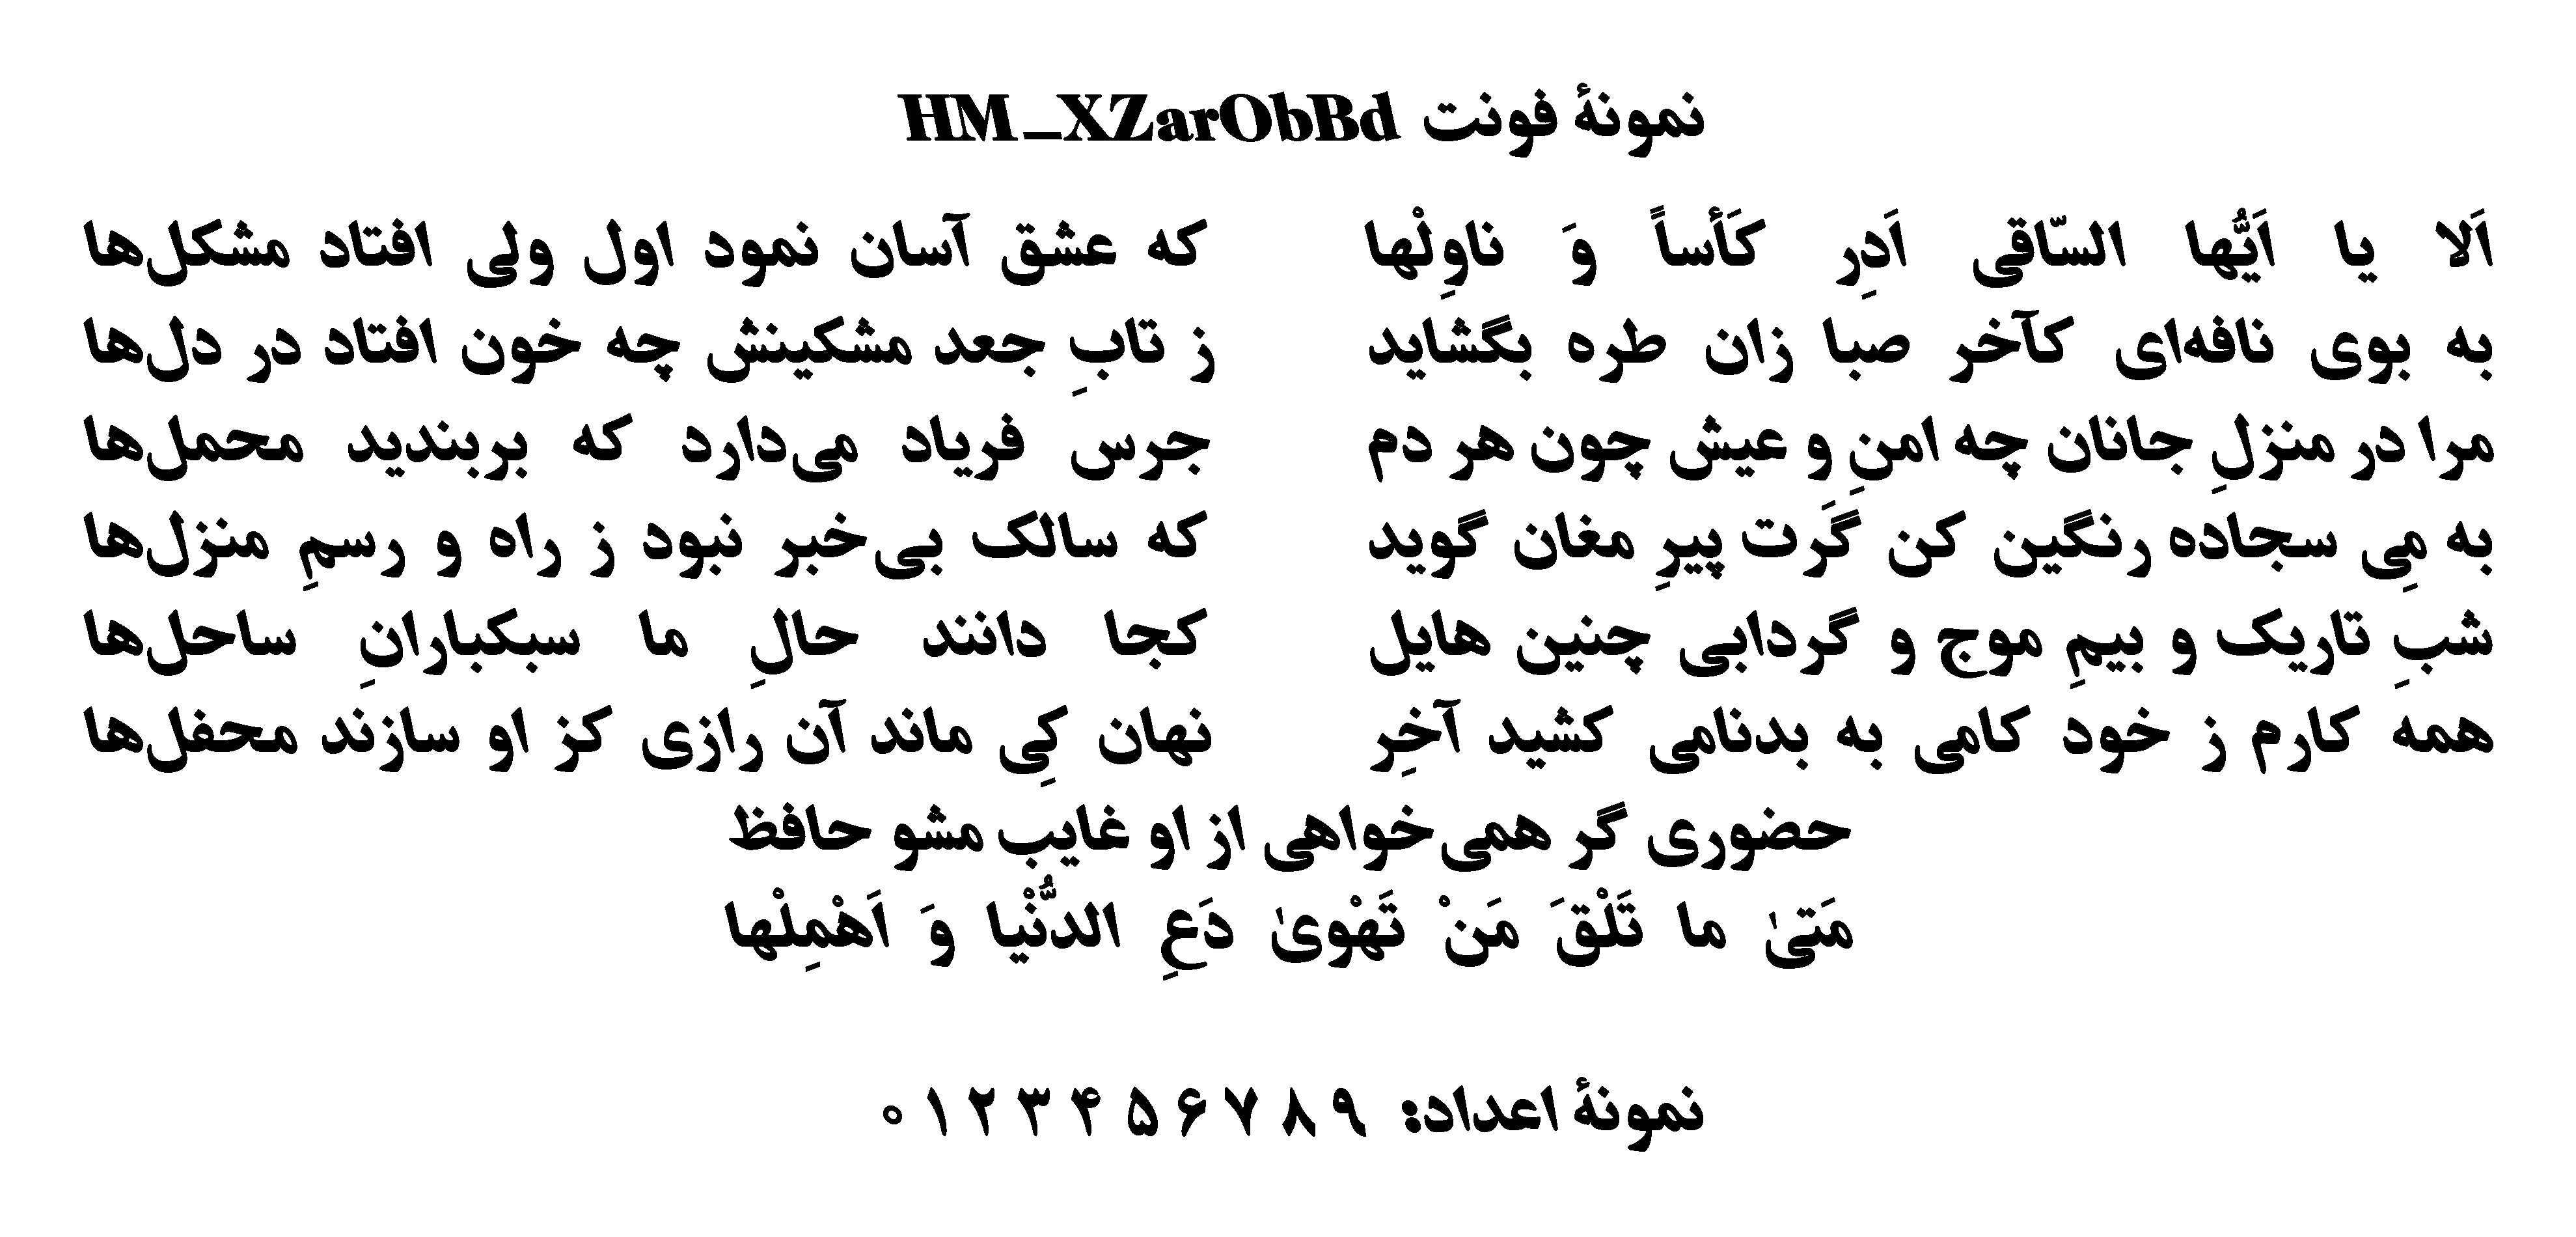 نمونهٔ فونت HM_XZarObBd
اَلا یا اَیُّها السّاقی اَدِر کَأساً وَ ناوِلْها که عشق آسان نمود اول ولی افتاد مشکل‌ها
به بوی نافه‌ای کآخر صبا زان طره بگشاید ز تابِ جعد مشکینش چه خون افتاد در دل‌ها
مرا در منزلِ جانان چه امنِ و عیش چون هر دم جرس فریاد می‌دارد که بربندید محمل‌ها
به مِی سجاده رنگین کن گَرت پیرِ مغان گوید که سالک بی‌خبر نبود ز راه و رسمِ منزل‌ها
شبِ تاریک و بیمِ موج و گردابی چنین هایل کجا دانند حالِ ما سبکبارانِ ساحل‌ها
همه کارم ز خود کامی به بدنامی کشید آخِر نهان کِی ماند آن رازی کز او سازند محفل‌ها
حضوری گر همی‌خواهی از او غایب مشو حافظ
مَتیٰ ما تَلْقَ مَنْ تَهْویٰ دَعِ الدُّنْیا وَ اَهْمِلْها
نمونهٔ اعداد: ۹ ۸ ۷ ۶ ۵ ۴ ۳ ۲ ۱ ۰